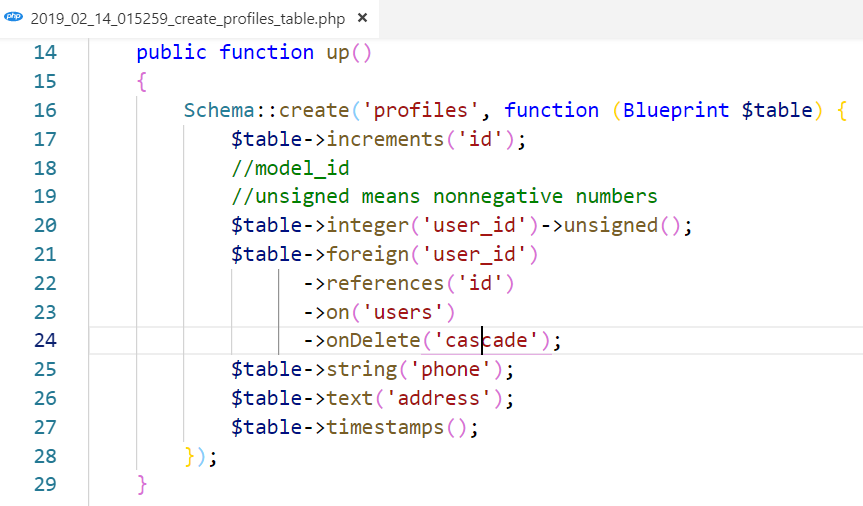 php 2019_02_14_015259_create_profiles_table.php ×
14 public function up()
15 {
16 Schema::create('profiles', function (Blueprint $table) {
17 $table->increments('id');
18 //model_id
19 //unsigned means nonnegative numbers
20 $table->integer('user_id')->unsigned();
21 $table->foreign('user_id')
22 ->references('id')
23 ->on('users')
24 ->onDelete('cascade');
25 $table->string('phone');
26 $table->text('address');
27 $table->timestamps();
28 });
29 }